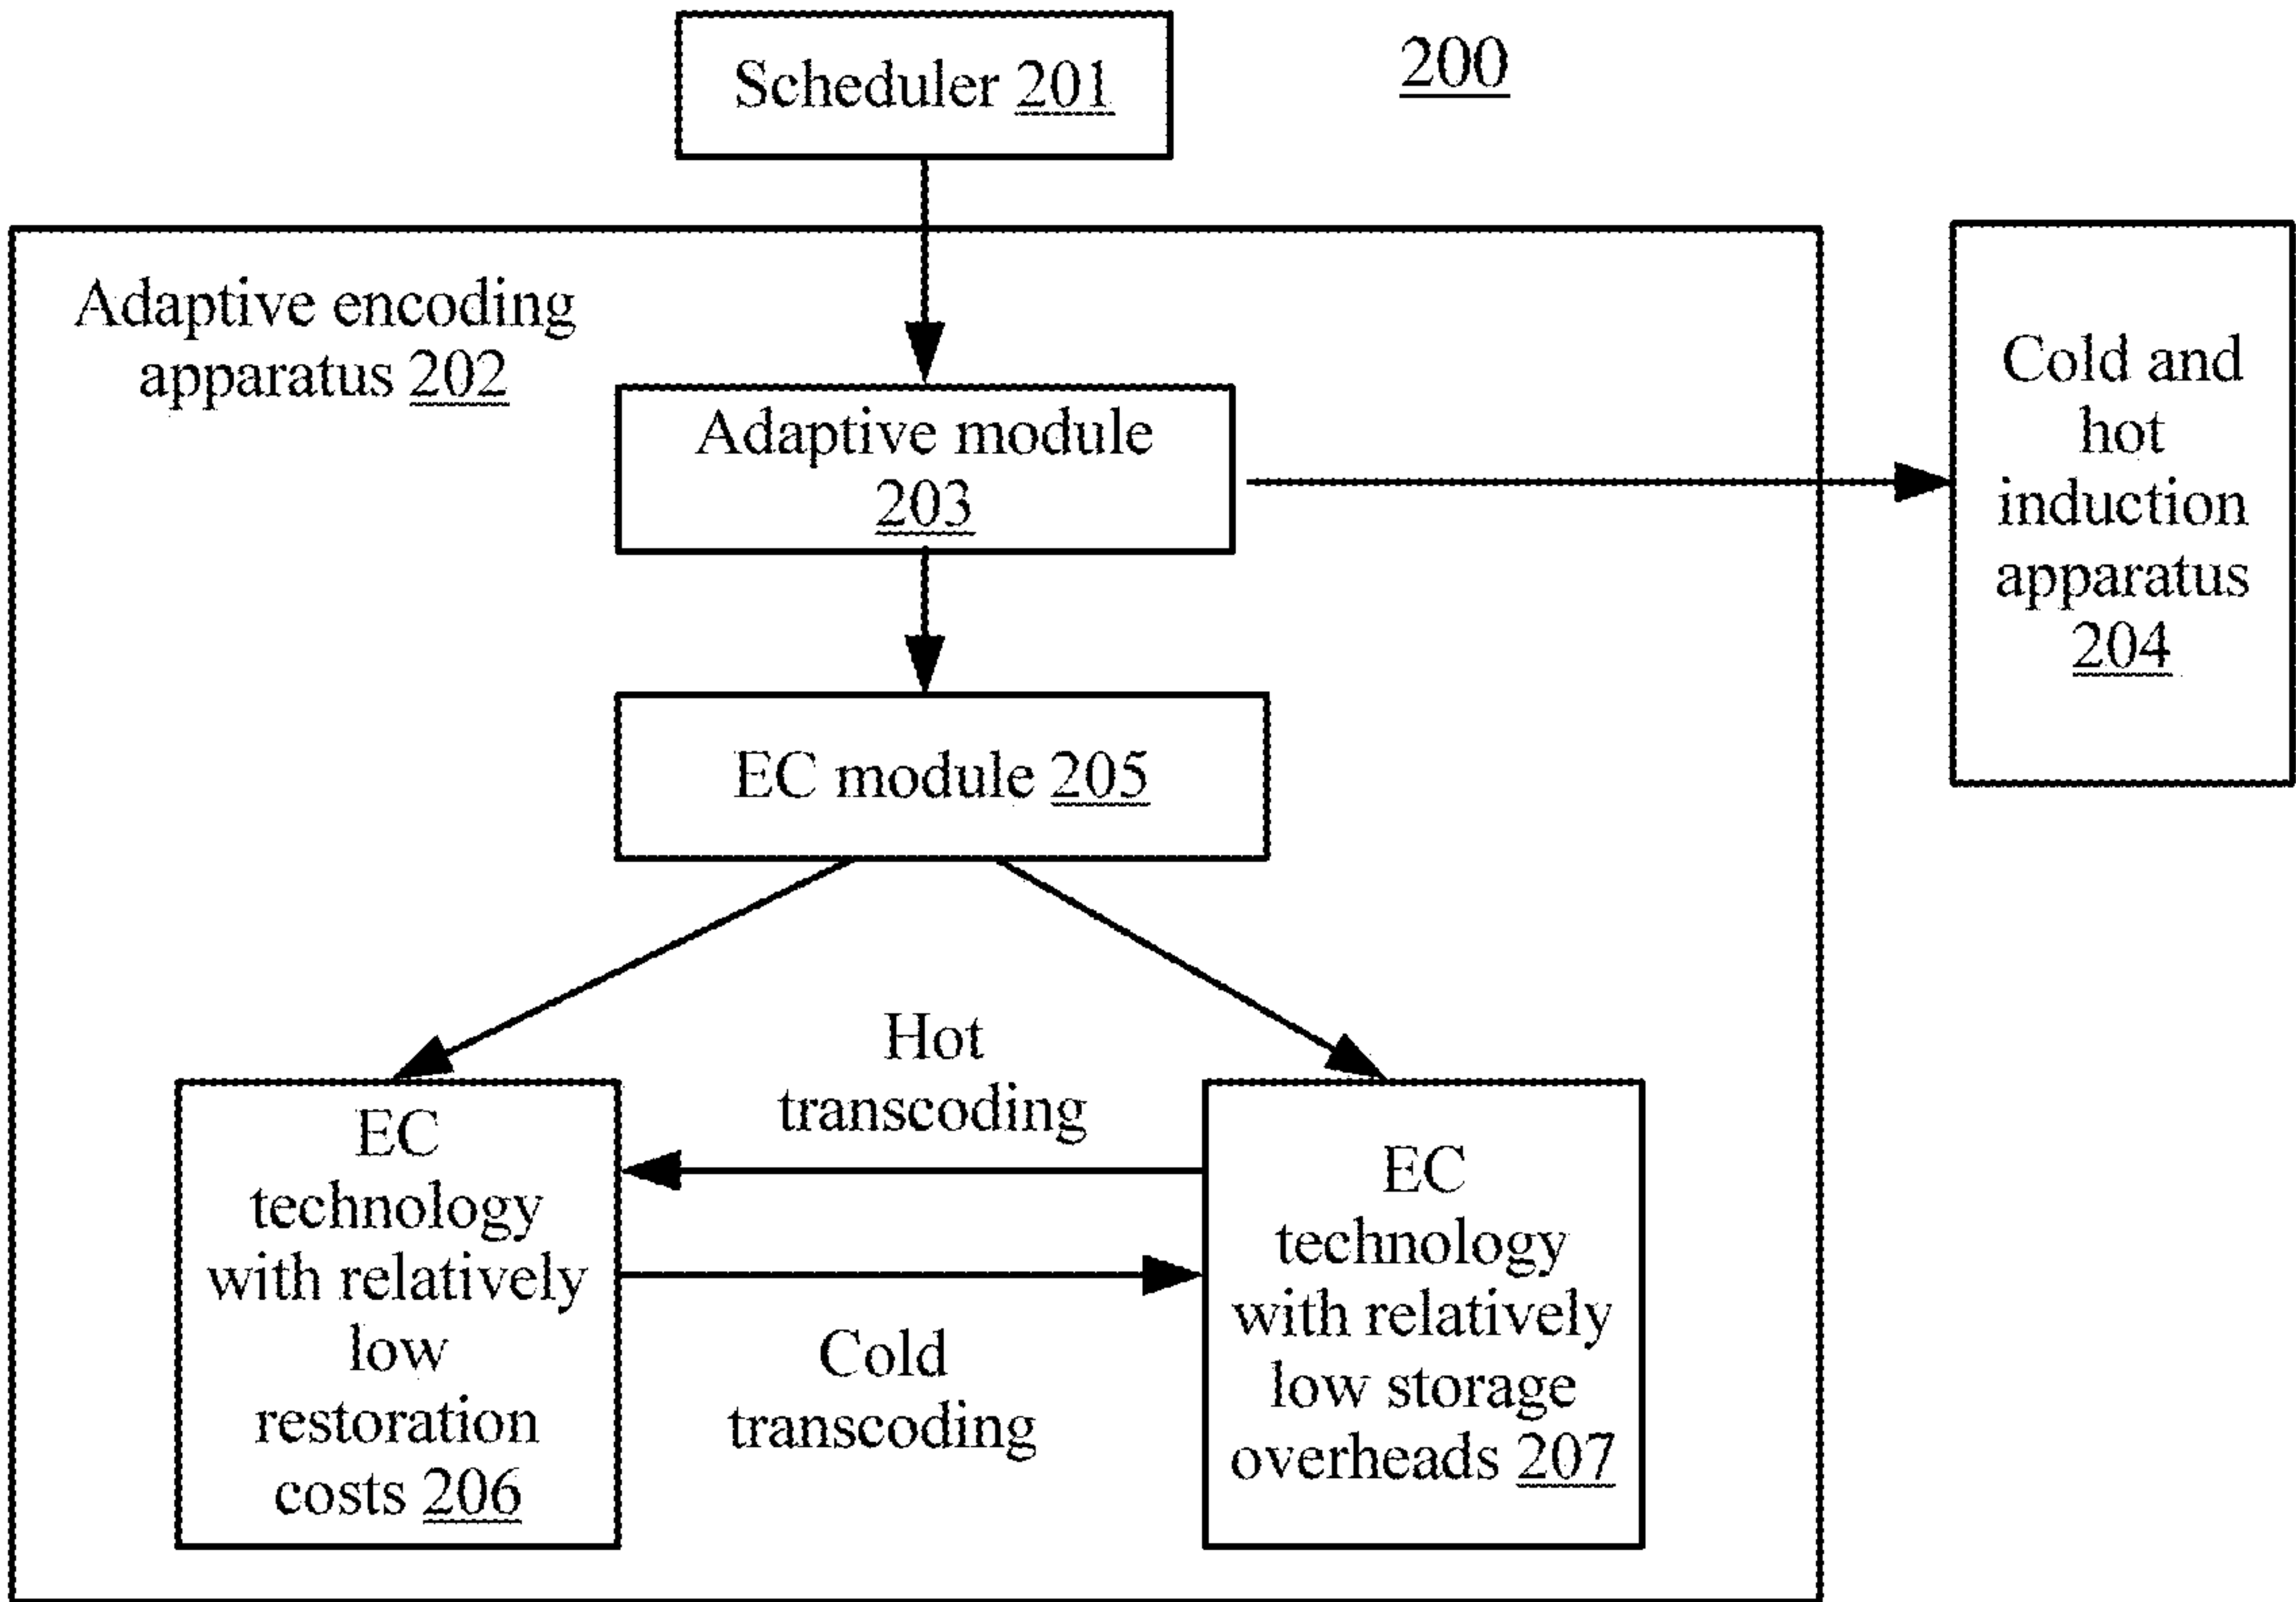 Scheduler 201
200
Adaptive encoding
apparatus 202
Adaptive module
203
Cold and
hot
induction
apparatus
204
EC module 205
Hot
transcoding
EC
technology
with relatively
low
restoration
costs 206
EC
technology
with relatively
low storage
overheads 207
Cold
transcoding